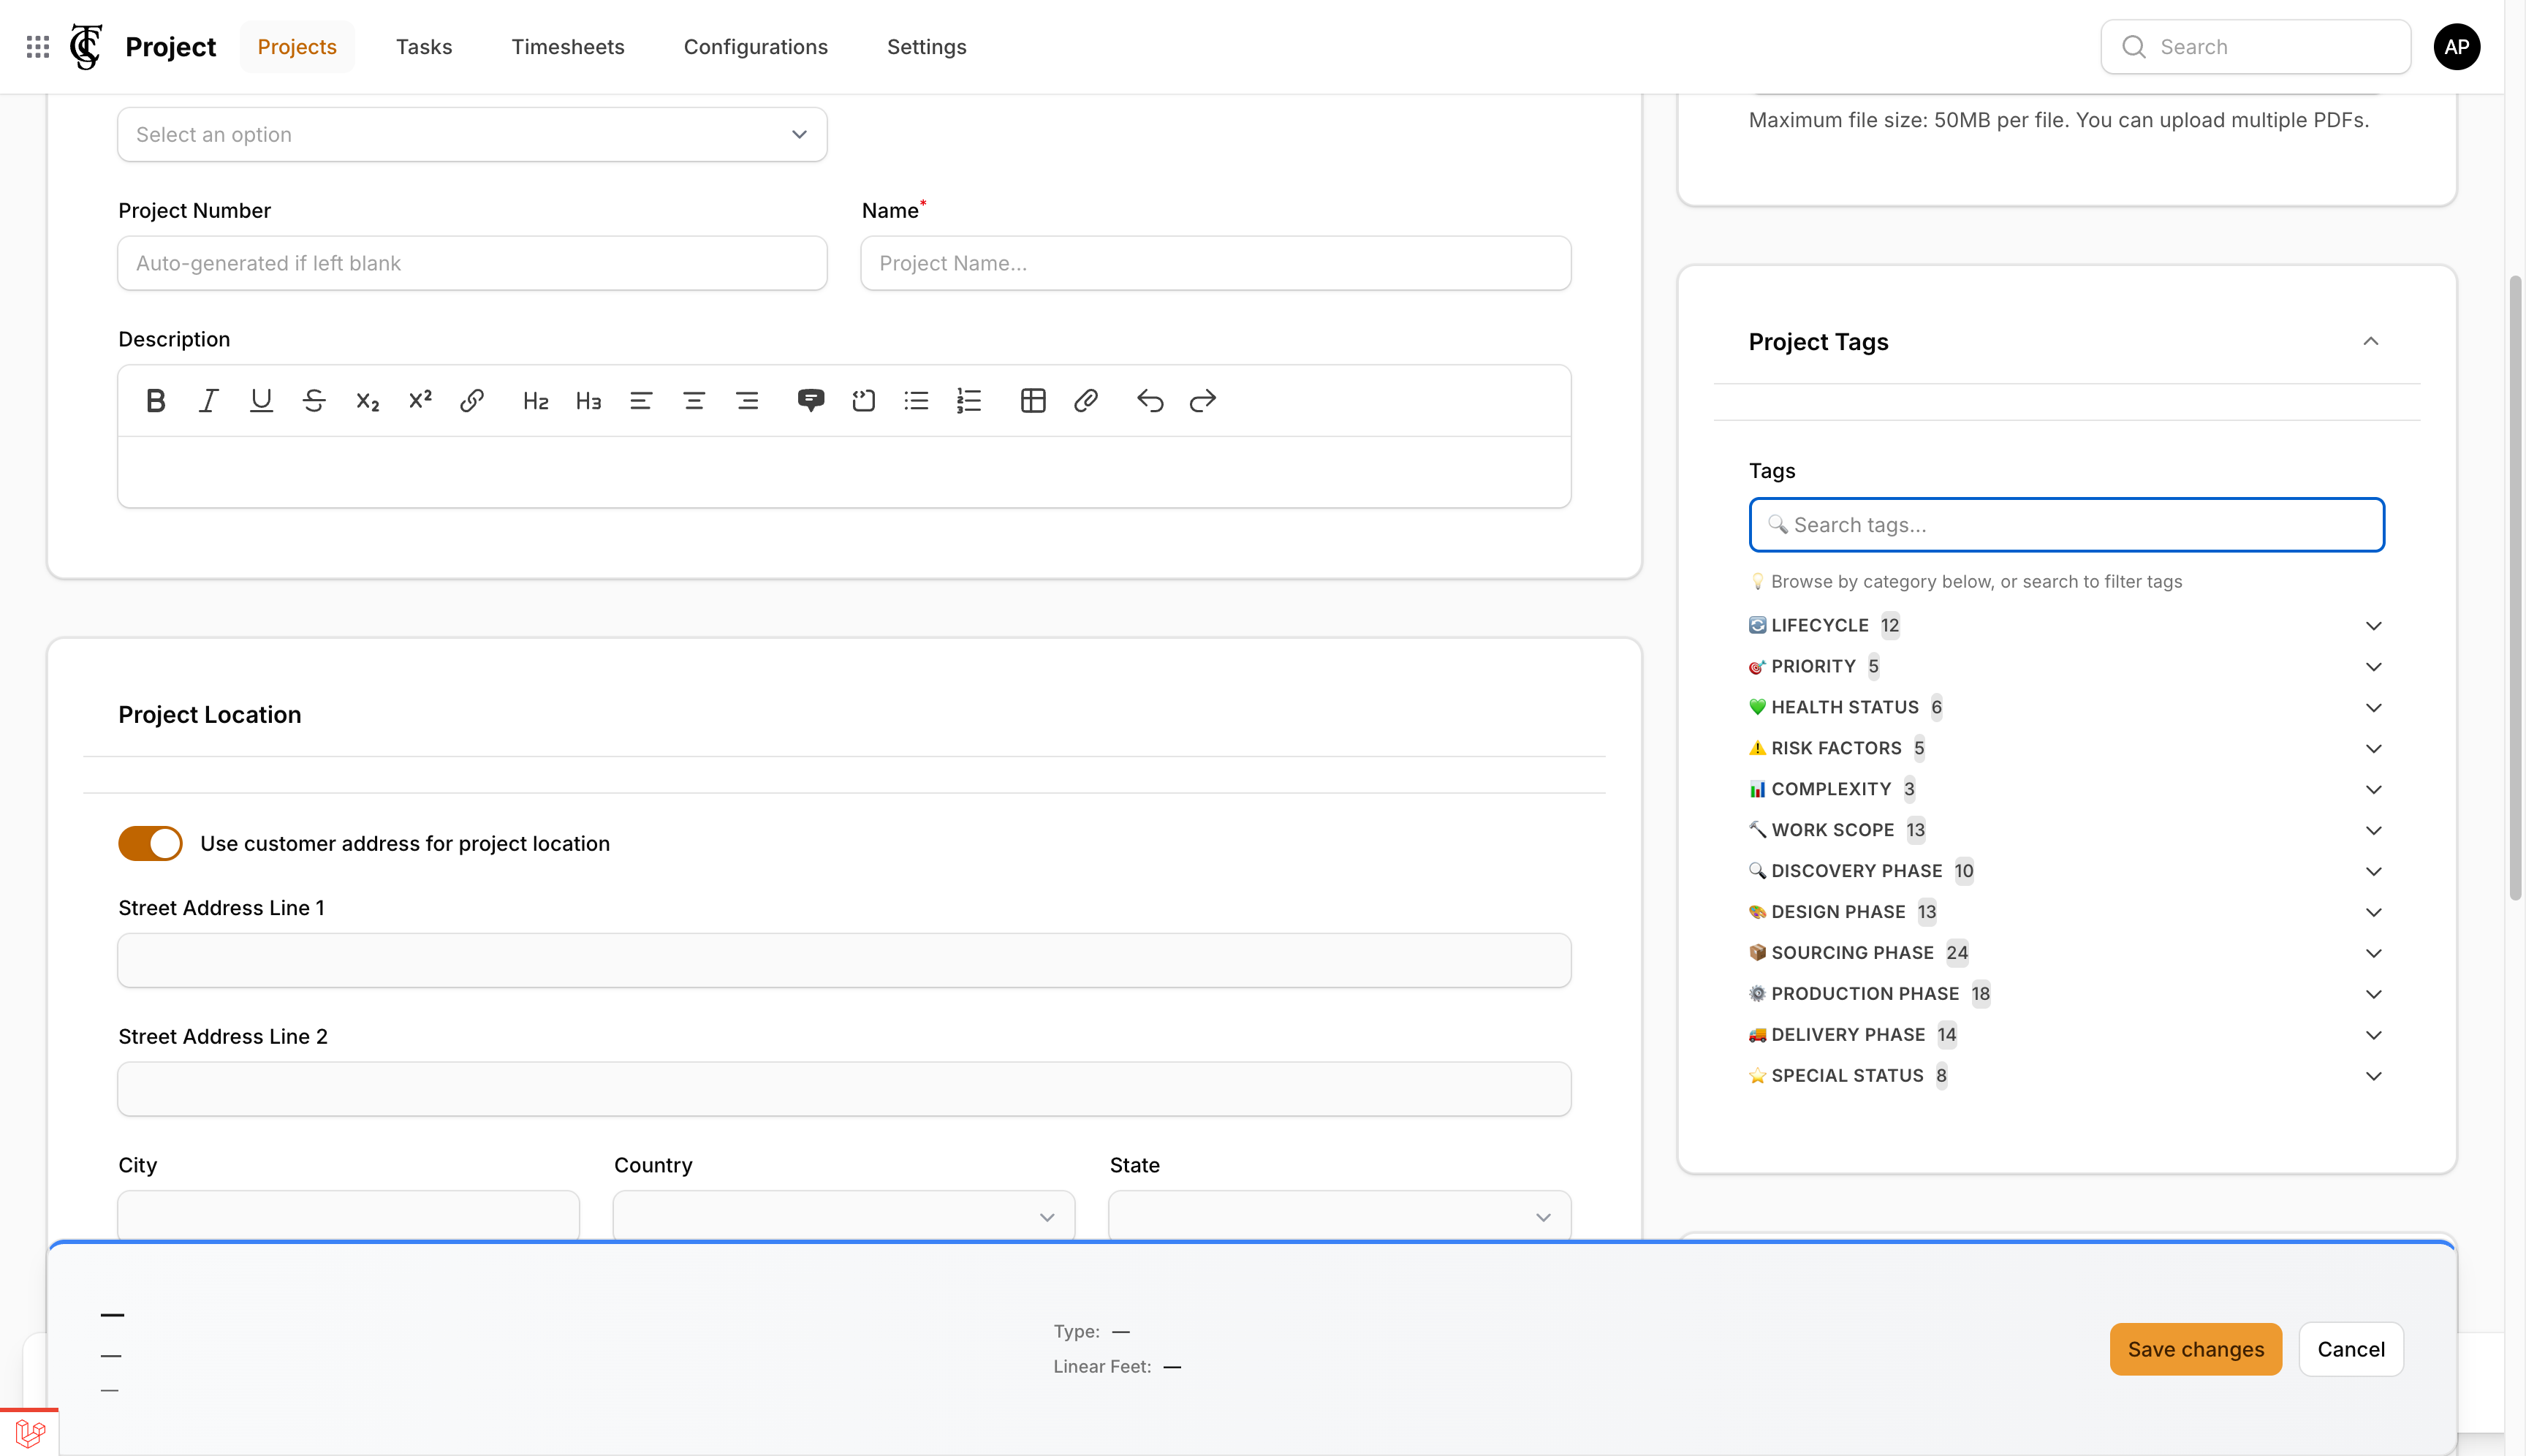 Project
Projects
Tasks
Timesheets
Configurations
Settings
Search
AP
Select an option
Project Number
Auto-generated if left blank
Name*
Project Name...
Description
B I U S x₂ x² H2 H3
Project Location
Use customer address for project location
Street Address Line 1
Street Address Line 2
City
Country
State
Maximum file size: 50MB per file. You can upload multiple PDFs.
Project Tags
Tags
🔍 Search tags...
💡 Browse by category below, or search to filter tags
🔄 LIFECYCLE 12
🎯 PRIORITY 5
💚 HEALTH STATUS 6
⚠️ RISK FACTORS 5
📊 COMPLEXITY 3
🔨 WORK SCOPE 13
🔍 DISCOVERY PHASE 10
🎨 DESIGN PHASE 13
📦 SOURCING PHASE 24
⚙️ PRODUCTION PHASE 18
🚚 DELIVERY PHASE 14
⭐ SPECIAL STATUS 8
—
—
—
Type: —
Linear Feet: —
Save changes
Cancel